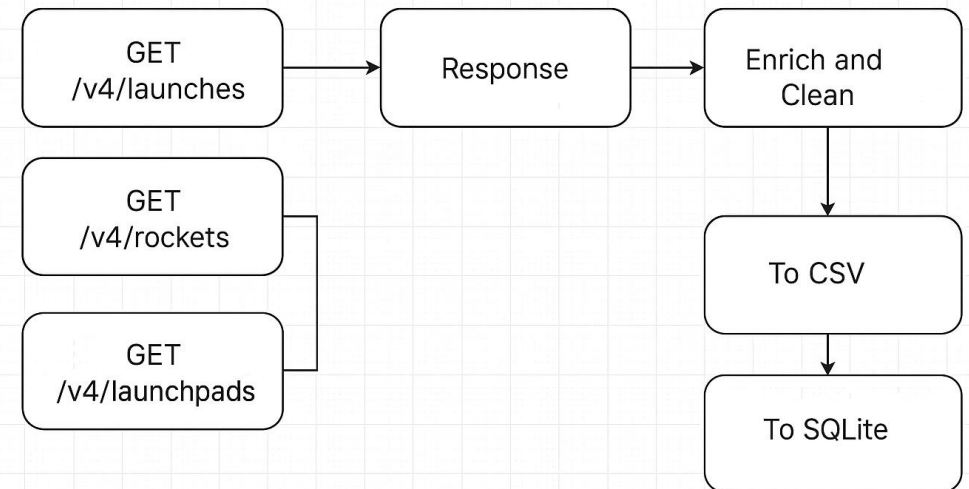 GET
/v4/launches
Response
Enrich and
Clean
GET
/v4/rockets
To CSV
GET
/v4/launchpads
To SQLite